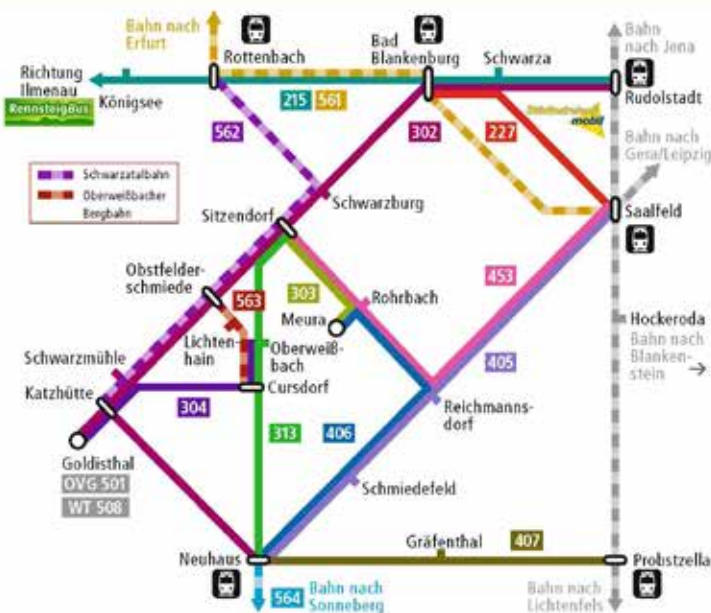 Bahn nach
Erfurt
Rottenbach
Bad
Blankenburg
Schwarza
Bahn
nach Jena
Richtung
Ilmenau
RennsteigBus
Königsee
215
561
Rudolstadt
562
302
227
mobil
Bahn nach
Gera/Leipzig
Schwarzatalbahn
Oberweißbacher
Bergbahn
Schwarzburg
Sitzendorf
Saalfeld
Obstfelder-
schmiede
563
303
Rohrbach
453
Meura
Hockeroda
Lichten-
hain
Oberweiß-
bach
405
Bahn nach
Blanken-
stein →
Schwarzmühle
Katzhütte
304
Cursdorf
Reichmanns-
dorf
313
406
Goldisthal
OVG 501
WT 508
Schmiedefeld
Gräfenthal
407
Neuhaus
Probstzella
564
Bahn nach
Sonneberg
Bahn nach
Lichtenfels